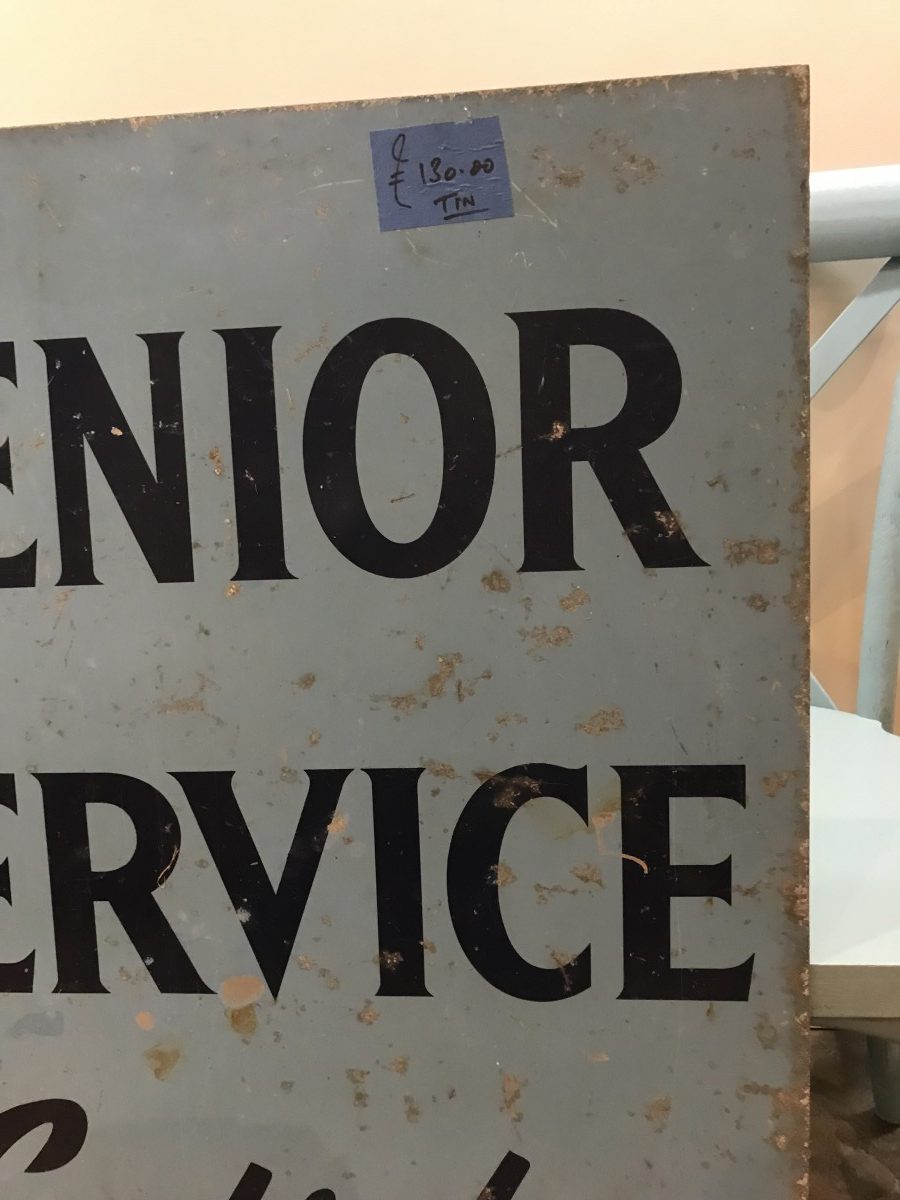 £ 130.00
TIN
ENIOR
ERVICE